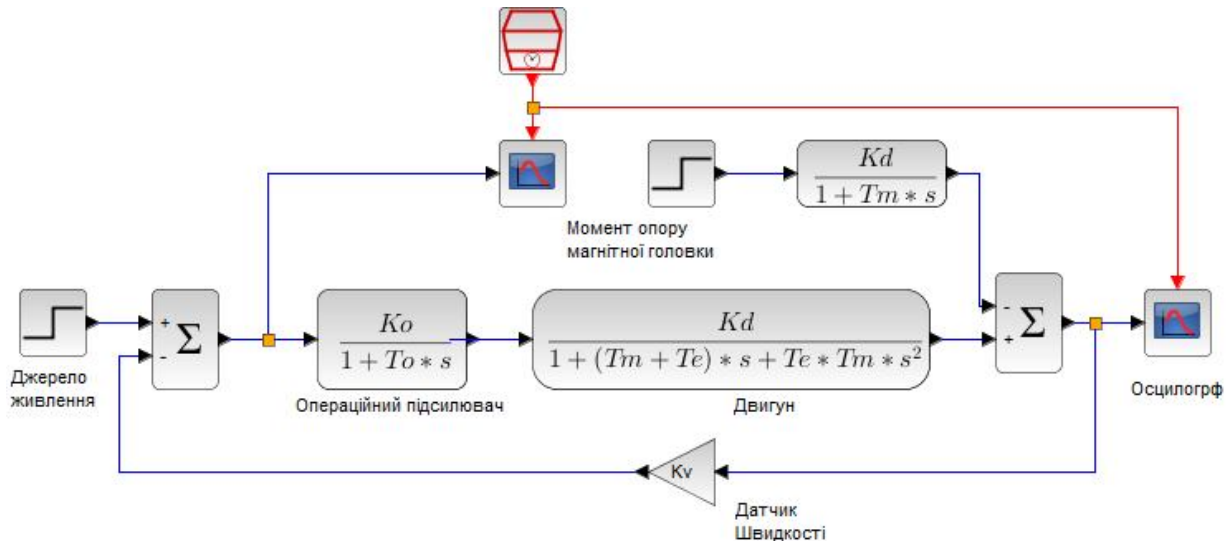 Kd
1 + Tm * s
Момент опору
магнітної головки
+
-
Σ
Джерело
живлення
Ko
1 + To * s
Операційний підсилювач
Kd
1 + (Tm + Te) * s + Te * Tm * s²
Двигун
-
+
Σ
Осцилогрф
Kv
Датчик
Швидкості